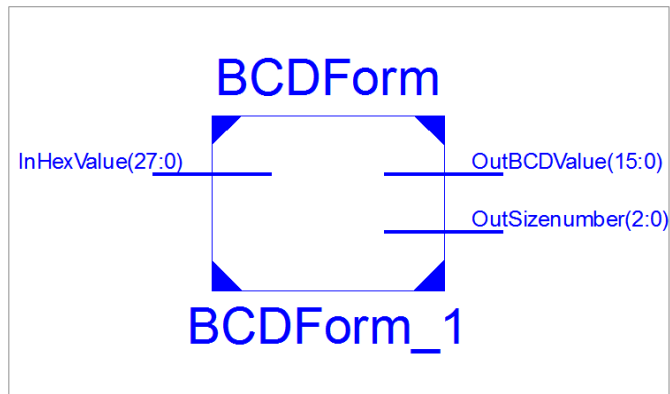 BCDForm
InHexValue(27:0)
OutBCDValue(15:0)
OutSizenumber(2:0)
BCDForm_1